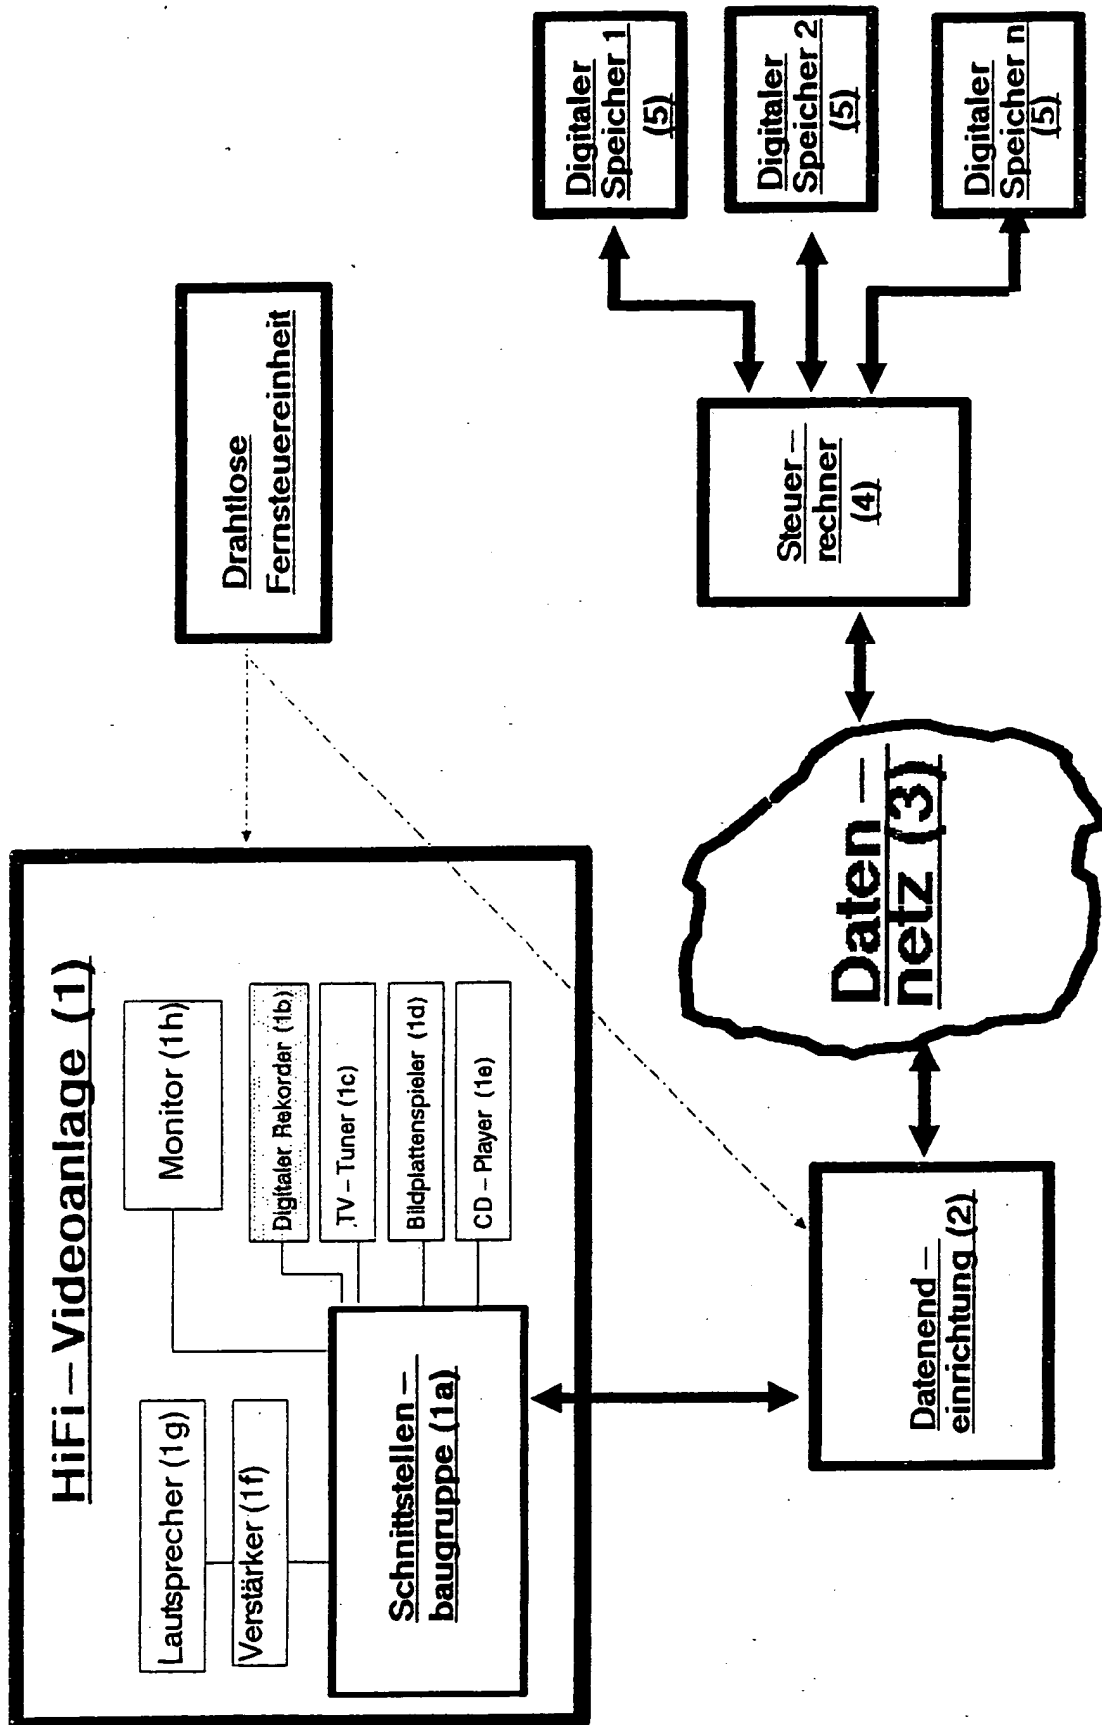 HiFi – Videoanlage (1)
Lautsprecher (1g)
Verstärker (1f)
Monitor (1h)
Digitaler Rekorder (1b)
TV – Tuner (1c)
Bildplattenspieler (1d)
CD – Player (1e)
Schnittstellen –
baugruppe (1a)
Drahtlose
Fernsteuereinheit
Datenend –
einrichtung (2)
Daten –
netz (3)
Steuer –
rechner
(4)
Digitaler
Speicher 1
(5)
Digitaler
Speicher 2
(5)
Digitaler
Speicher n
(5)